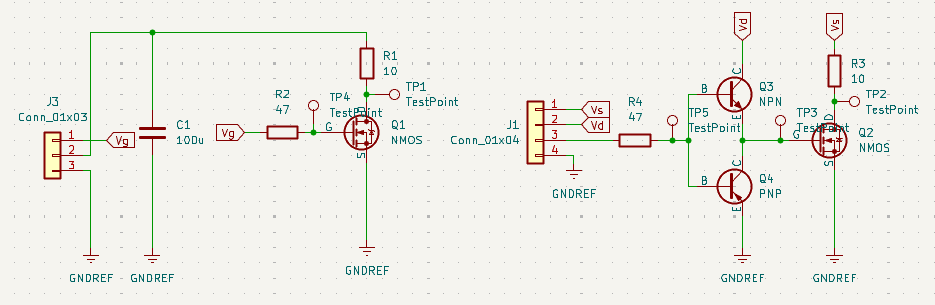 J3
Conn_01x03
1
2
3
Vg
C1
100u
GNDREF
GNDREF
Vg
R2
47
TP4
TestPoint
R1
10
TP1
TestPoint
D
G
S
Q1
NMOS
GNDREF
J1
Conn_01x04
1
2
3
4
Vs
Vd
GNDREF
R4
47
TP5
TestPoint
Vd
B
C
E
Q3
NPN
B
C
E
Q4
PNP
GNDREF
TP3
TestPoint
Vs
R3
10
TP2
TestPoint
D
G
S
Q2
NMOS
GNDREF